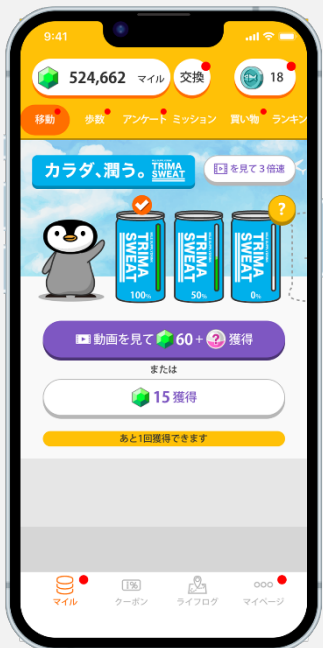 9:41
524,662 マイル 交換 18
移動 歩数 アンケート ミッション 買い物 ランキン
カラダ、潤う。 TRIMA SWEAT を見て3倍速
?
TRIMA SWEAT
TRIMA SWEAT
TRIMA SWEAT
100% 50% 0%
動画を見て 60 + ? 獲得
または
15 獲得
あと1回獲得できます
マイル クーポン ライフログ マイページ